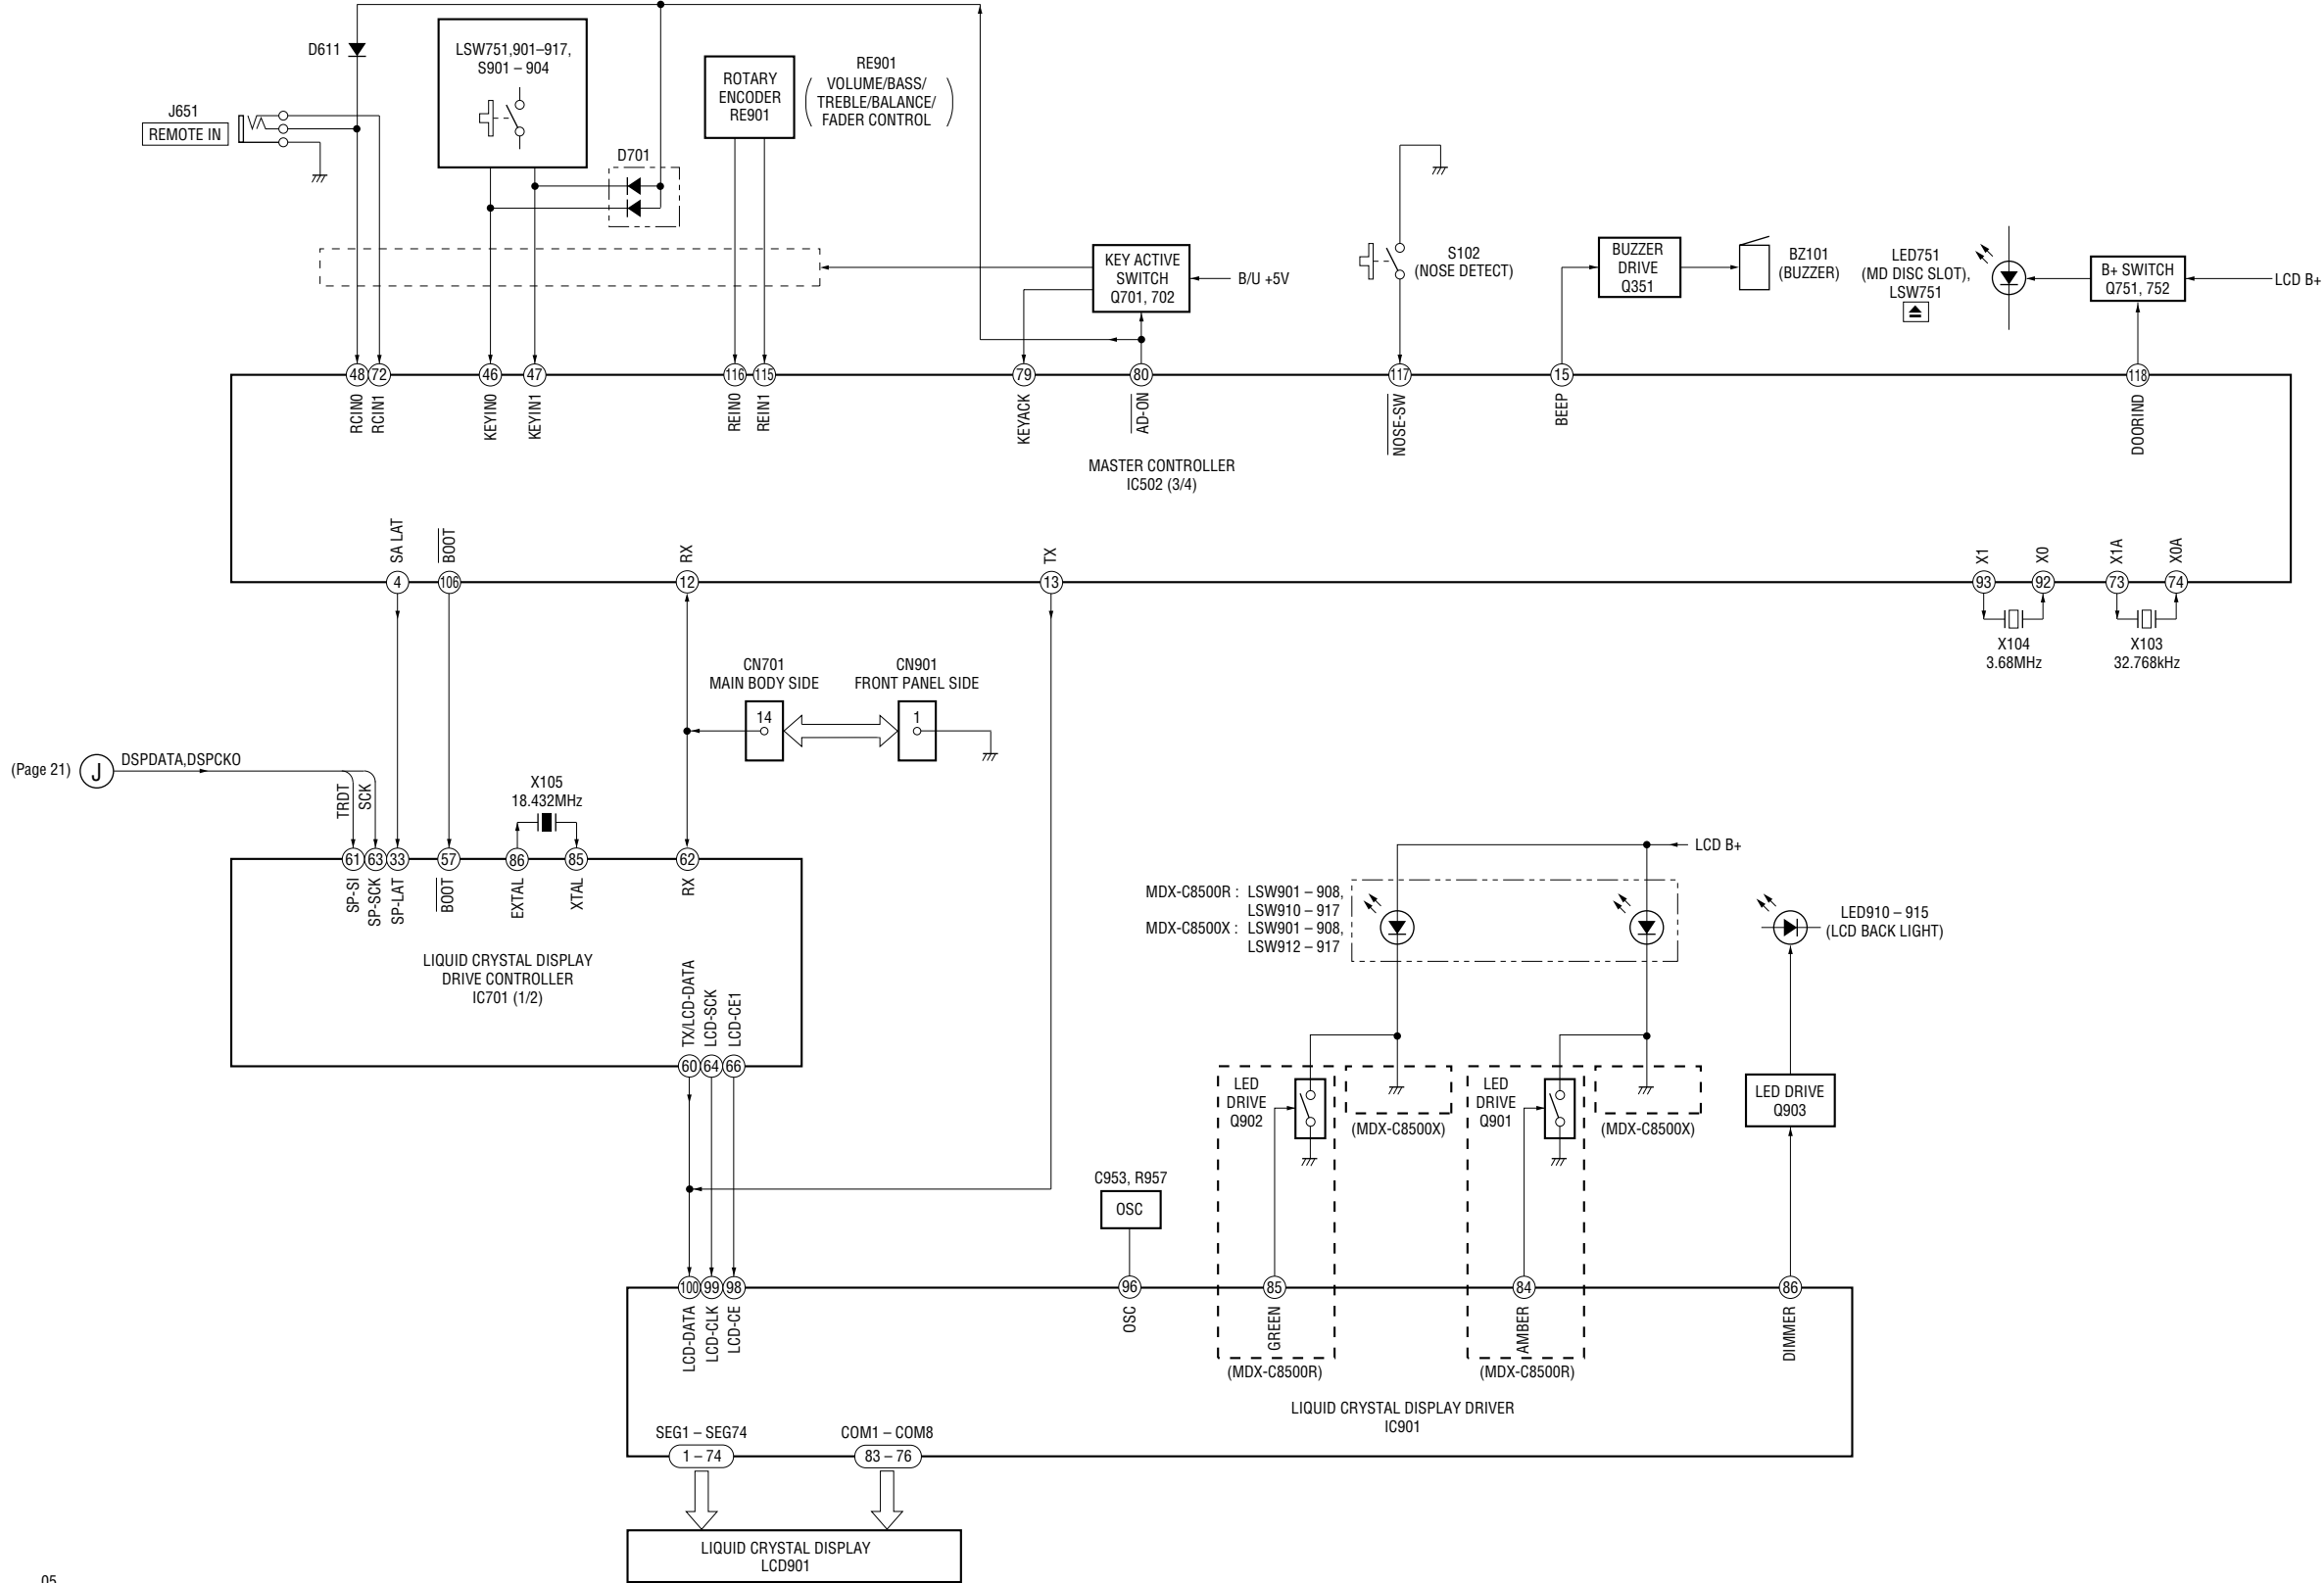 D611
LSW751,901–917,
S901 – 904
ROTARY
ENCODER
RE901
RE901
VOLUME/BASS/
TREBLE/BALANCE/
FADER CONTROL
J651
REMOTE IN
D701
KEY ACTIVE
SWITCH
Q701, 702
B/U +5V
S102
(NOSE DETECT)
BUZZER
DRIVE
Q351
BZ101
(BUZZER)
LED751
(MD DISC SLOT),
LSW751
B+ SWITCH
Q751, 752
LCD B+
48
72
46
47
116
115
79
80
117
15
118
RCIN0
RCIN1
KEYIN0
KEYIN1
REIN0
REIN1
KEYACK
AD-ON
NOSE-SW
BEEP
DOORIND
MASTER CONTROLLER
IC502 (3/4)
SA LAT
BOOT
RX
TX
X1
X0
X1A
X0A
4
106
12
13
93
92
73
74
X104
3.68MHz
X103
32.768kHz
CN701
MAIN BODY SIDE
CN901
FRONT PANEL SIDE
14
1
(Page 21)
J
DSPDATA,DSPCKO
TRDT
SCK
X105
18.432MHz
61
63
33
57
86
85
62
SP-SI
SP-SCK
SP-LAT
BOOT
EXTAL
XTAL
RX
LIQUID CRYSTAL DISPLAY
DRIVE CONTROLLER
IC701 (1/2)
TX/LCD-DATA
LCD-SCK
LCD-CE1
60
64
66
LCD B+
MDX-C8500R : LSW901 – 908,
LSW910 – 917
MDX-C8500X : LSW901 – 908,
LSW912 – 917
LED910 – 915
(LCD BACK LIGHT)
LED
DRIVE
Q902
(MDX-C8500X)
LED
DRIVE
Q901
(MDX-C8500X)
LED DRIVE
Q903
C953, R957
OSC
100
99
98
96
85
84
86
LCD-DATA
LCD-CLK
LCD-CE
OSC
GREEN
AMBER
DIMMER
(MDX-C8500R)
(MDX-C8500R)
LIQUID CRYSTAL DISPLAY DRIVER
IC901
SEG1 – SEG74
1 – 74
COM1 – COM8
83 – 76
LIQUID CRYSTAL DISPLAY
LCD901
05